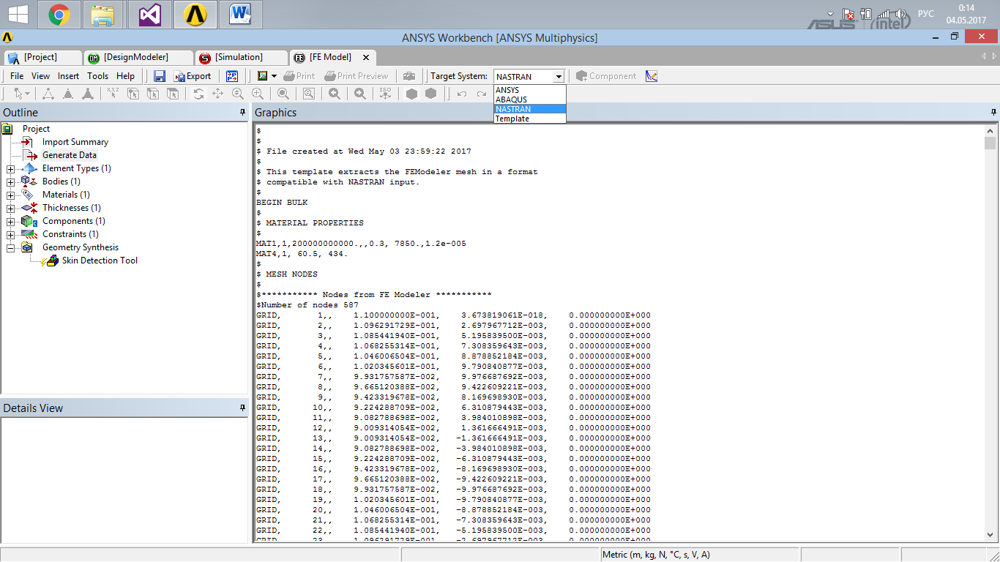 0:14
РУС
04.05.2017
ASUS
intel
ANSYS Workbench [ANSYS Multiphysics]
[Project] [DesignModeler] [Simulation] [FE Model]
File View Insert Tools Help Export Print Print Preview Target System: NASTRAN Component
ANSYS
ABAQUS
NASTRAN
Template
Outline
Project
Import Summary
Generate Data
Element Types (1)
Bodies (1)
Materials (1)
Thicknesses (1)
Components (1)
Constraints (1)
Geometry Synthesis
Skin Detection Tool
Details View
Graphics
$
$
$ File created at Wed May 03 23:59:22 2017
$
$ This template extracts the FEModeler mesh in a format
$ compatible with NASTRAN input.
$
BEGIN BULK
$
$ MATERIAL PROPERTIES
$
MAT1,1,200000000000.,,0.3, 7850.,1.2e-005
MAT4,1, 60.5, 434.
$
$ MESH NODES
$
$*********** Nodes from FE Modeler ***********
$Number of nodes 587
GRID, 1,, 1.100000000E-001, 3.673819061E-018, 0.000000000E+000
GRID, 2,, 1.096291729E-001, 2.697967712E-003, 0.000000000E+000
GRID, 3,, 1.085441940E-001, 5.195839500E-003, 0.000000000E+000
GRID, 4,, 1.068255314E-001, 7.308359643E-003, 0.000000000E+000
GRID, 5,, 1.046006504E-001, 8.878852184E-003, 0.000000000E+000
GRID, 6,, 1.020345601E-001, 9.790840877E-003, 0.000000000E+000
GRID, 7,, 9.931757587E-002, 9.976687692E-003, 0.000000000E+000
GRID, 8,, 9.665120388E-002, 9.422609221E-003, 0.000000000E+000
GRID, 9,, 9.423319678E-002, 8.169698930E-003, 0.000000000E+000
GRID, 10,, 9.224288709E-002, 6.310879443E-003, 0.000000000E+000
GRID, 11,, 9.082788698E-002, 3.984010898E-003, 0.000000000E+000
GRID, 12,, 9.009314054E-002, 1.361666491E-003, 0.000000000E+000
GRID, 13,, 9.009314054E-002, -1.361666491E-003, 0.000000000E+000
GRID, 14,, 9.082788698E-002, -3.984010898E-003, 0.000000000E+000
GRID, 15,, 9.224288709E-002, -6.310879443E-003, 0.000000000E+000
GRID, 16,, 9.423319678E-002, -8.169698930E-003, 0.000000000E+000
GRID, 17,, 9.665120388E-002, -9.422609221E-003, 0.000000000E+000
GRID, 18,, 9.931757587E-002, -9.976687692E-003, 0.000000000E+000
GRID, 19,, 1.020345601E-001, -9.790840877E-003, 0.000000000E+000
GRID, 20,, 1.046006504E-001, -8.878852184E-003, 0.000000000E+000
GRID, 21,, 1.068255314E-001, -7.308359643E-003, 0.000000000E+000
GRID, 22,, 1.085441940E-001, -5.195839500E-003, 0.000000000E+000
GRID, 23,, 1.096291729E-001, -2.697967712E-003, 0.000000000E+000
Metric (m, kg, N, °C, s, V, A)